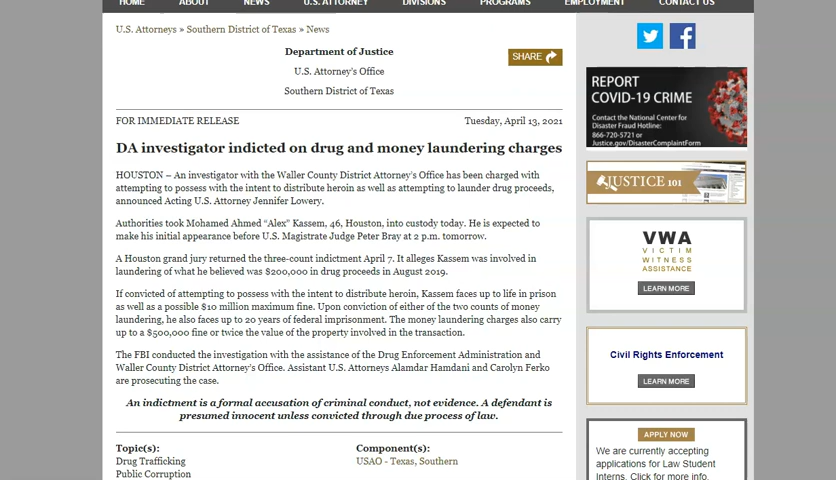 HOME ABOUT NEWS U.S. ATTORNEY DIVISIONS PROGRAMS EMPLOYMENT CONTACT US
U.S. Attorneys » Southern District of Texas » News
Department of Justice
SHARE
U.S. Attorney's Office
Southern District of Texas
FOR IMMEDIATE RELEASE
Tuesday, April 13, 2021
DA investigator indicted on drug and money laundering charges
HOUSTON – An investigator with the Waller County District Attorney's Office has been charged with
attempting to possess with the intent to distribute heroin as well as attempting to launder drug proceeds,
announced Acting U.S. Attorney Jennifer Lowery.
Authorities took Mohamed Ahmed "Alex" Kassem, 46, Houston, into custody today. He is expected to
make his initial appearance before U.S. Magistrate Judge Peter Bray at 2 p.m. tomorrow.
A Houston grand jury returned the three-count indictment April 7. It alleges Kassem was involved in
laundering of what he believed was $200,000 in drug proceeds in August 2019.
If convicted of attempting to possess with the intent to distribute heroin, Kassem faces up to life in prison
as well as a possible $10 million maximum fine. Upon conviction of either of the two counts of money
laundering, he also faces up to 20 years of federal imprisonment. The money laundering charges also carry
up to a $500,000 fine or twice the value of the property involved in the transaction.
The FBI conducted the investigation with the assistance of the Drug Enforcement Administration and
Waller County District Attorney's Office. Assistant U.S. Attorneys Alamdar Hamdani and Carolyn Ferko
are prosecuting the case.
An indictment is a formal accusation of criminal conduct, not evidence. A defendant is
presumed innocent unless convicted through due process of law.
Topic(s):
Drug Trafficking
Public Corruption
Component(s):
USAO - Texas, Southern
REPORT
COVID-19 CRIME
Contact the National Center for
Disaster Fraud Hotline:
866-720-5721 or
Justice.gov/DisasterComplaintForm
JUSTICE 101
VWA
VICTIM
WITNESS
ASSISTANCE
LEARN MORE
Civil Rights Enforcement
LEARN MORE
APPLY NOW
We are currently accepting
applications for Law Student
Interns. Click for more info.